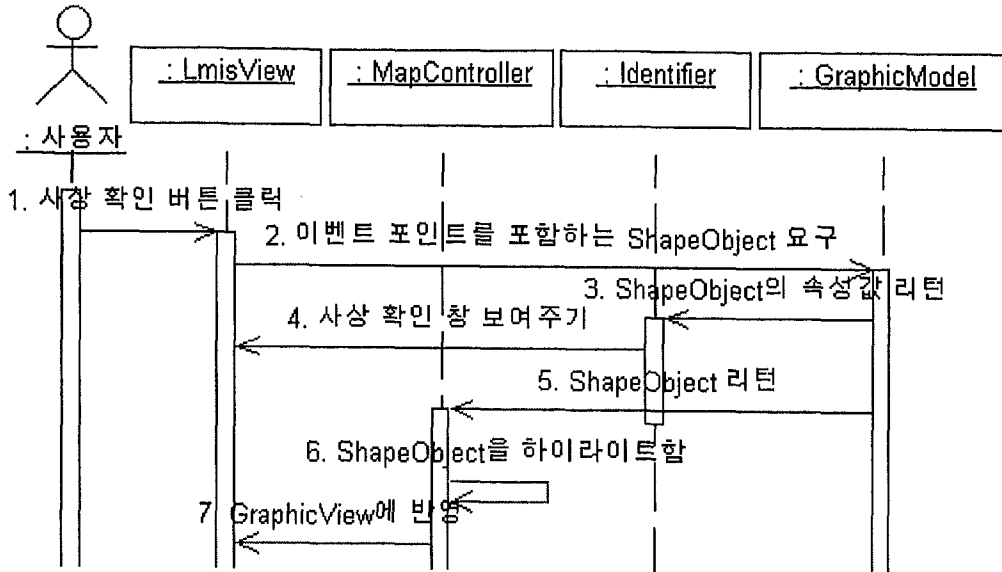 : LmisView
: MapController
: Identifier
: GraphicModel
: 사용자
1. 사상 확인 버튼 클릭
2. 이벤트 포인트를 포함하는 ShapeObject 요구
3. ShapeObject의 속성값 리턴
4. 사상 확인 창 보여주기
5. ShapeObject 리턴
6. ShapeObject을 하이라이트함
7. GraphicView에 반영